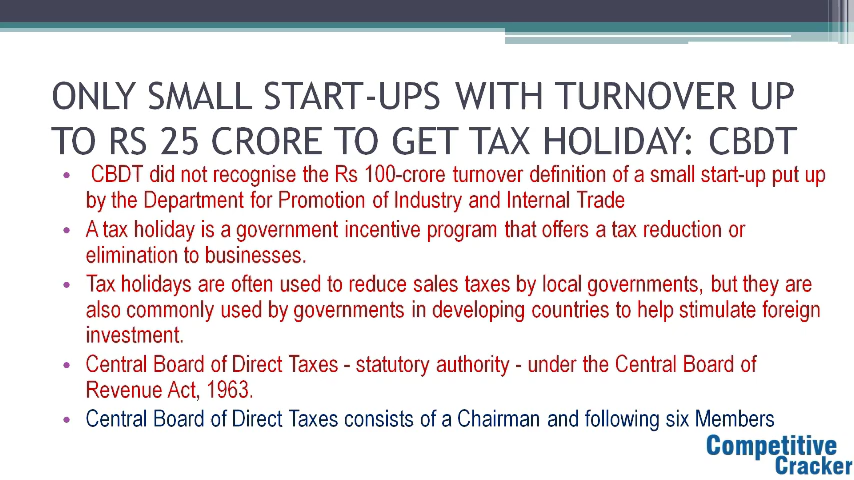 ONLY SMALL START-UPS WITH TURNOVER UP
TO RS 25 CRORE TO GET TAX HOLIDAY: CBDT
• CBDT did not recognise the Rs 100-crore turnover definition of a small start-up put up
by the Department for Promotion of Industry and Internal Trade
• A tax holiday is a government incentive program that offers a tax reduction or
elimination to businesses.
• Tax holidays are often used to reduce sales taxes by local governments, but they are
also commonly used by governments in developing countries to help stimulate foreign
investment.
• Central Board of Direct Taxes - statutory authority - under the Central Board of
Revenue Act, 1963.
• Central Board of Direct Taxes consists of a Chairman and following six Members
Competitive
Cracker